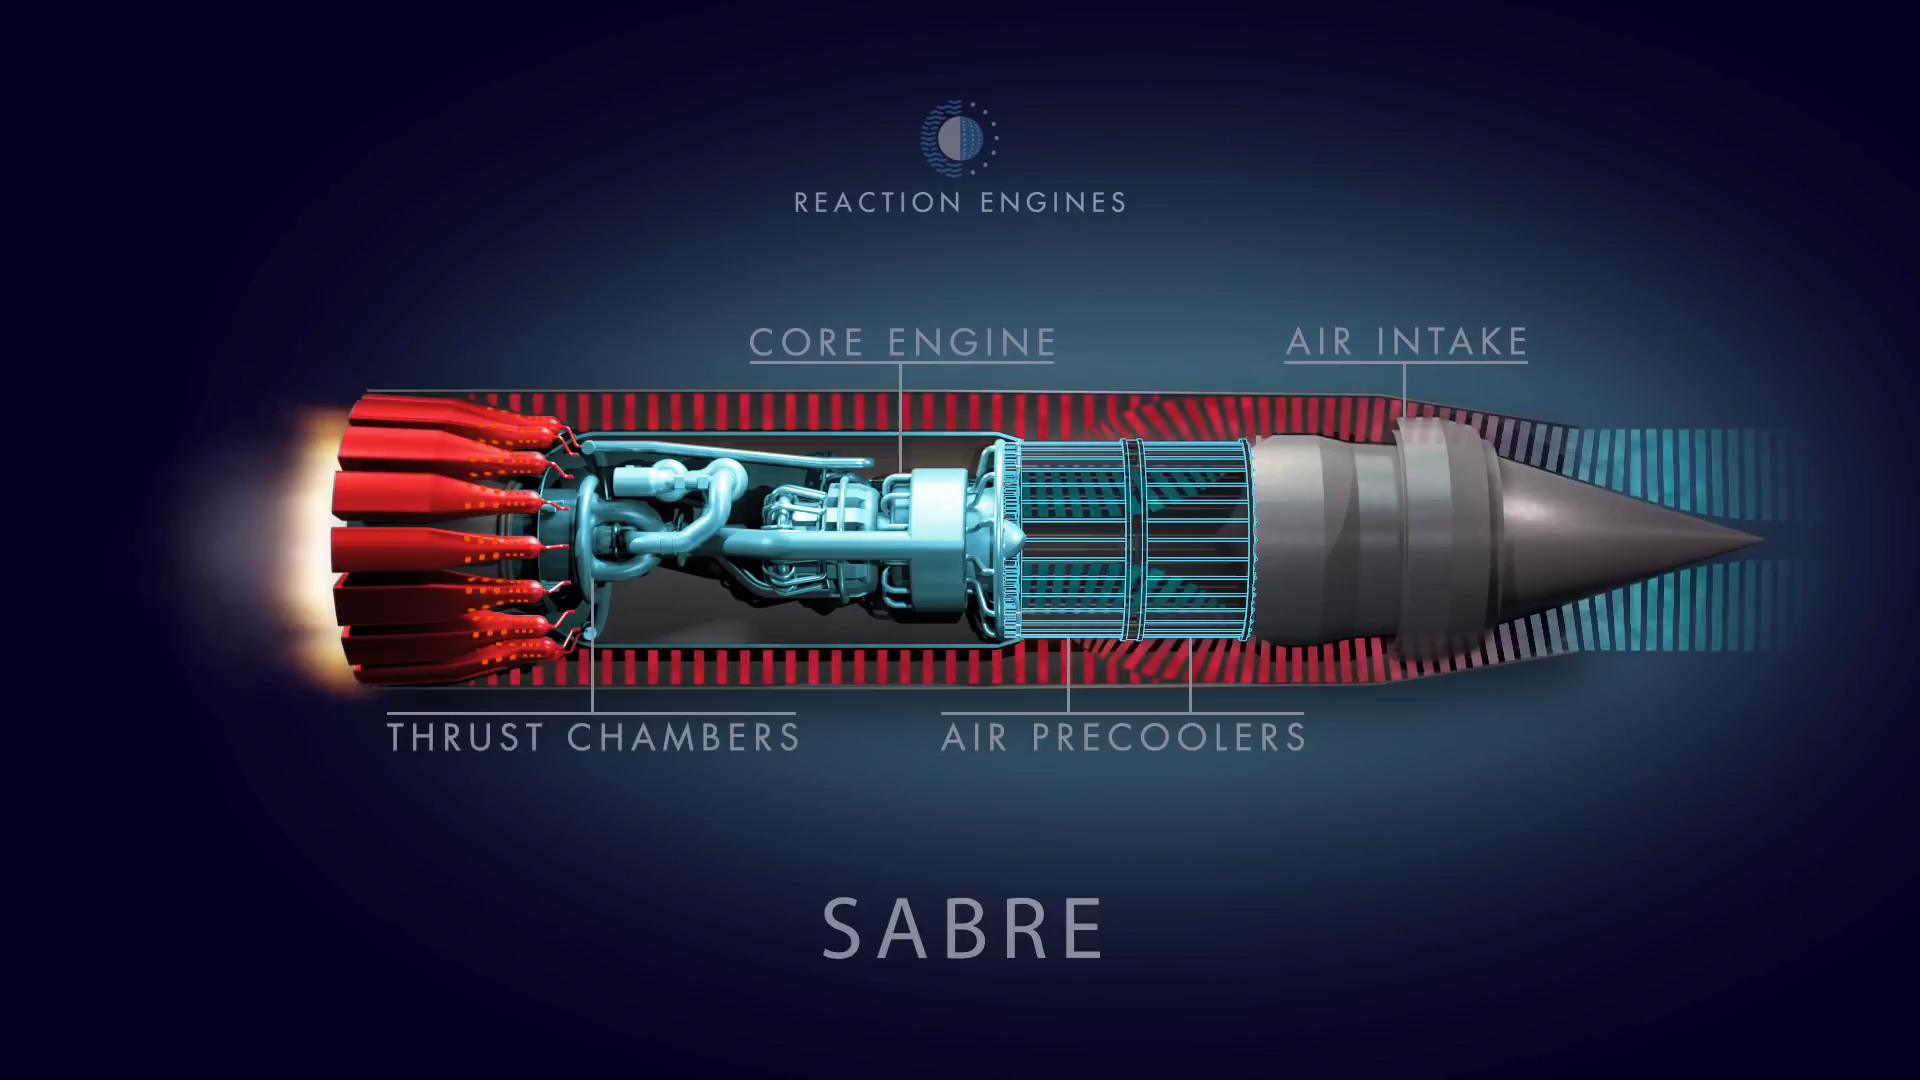 REACTION ENGINES
CORE ENGINE
AIR INTAKE
THRUST CHAMBERS
AIR PRECOOLERS
SABRE